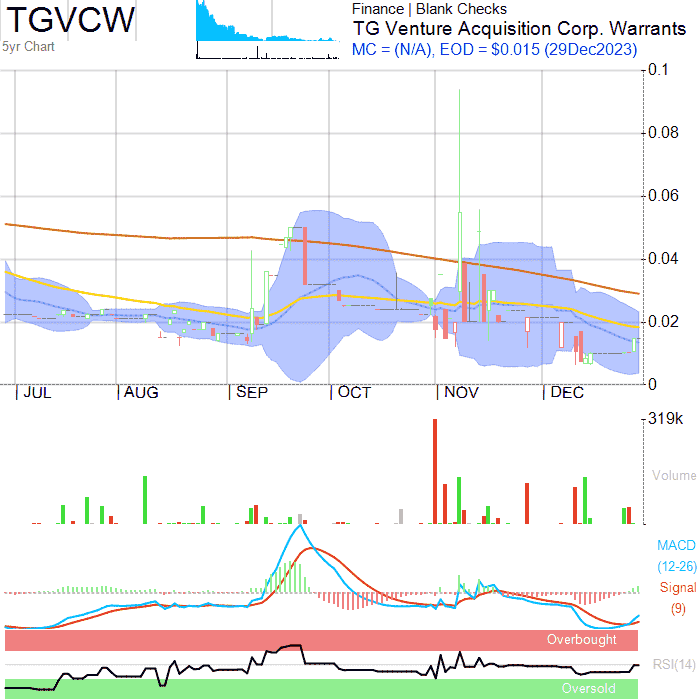 TGVCW
5yr Chart
Finance | Blank Checks
TG Venture Acquisition Corp. Warrants
MC = (N/A), EOD = $0.015 (29Dec2023)
0.1
0.08
0.06
0.04
0.02
0
JUL AUG SEP OCT NOV DEC
319k
Volume
MACD
(12-26)
Signal
(9)
Overbought
RSI(14)
Oversold